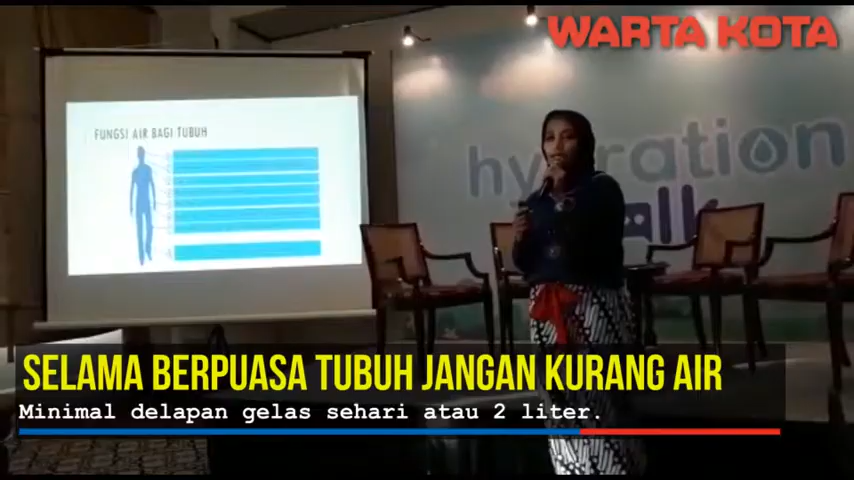 WARTA KOTA
FUNGSI AIR BAGI TUBUH
hydration
talk
SELAMA BERPUASA TUBUH JANGAN KURANG AIR
Minimal delapan gelas sehari atau 2 liter.